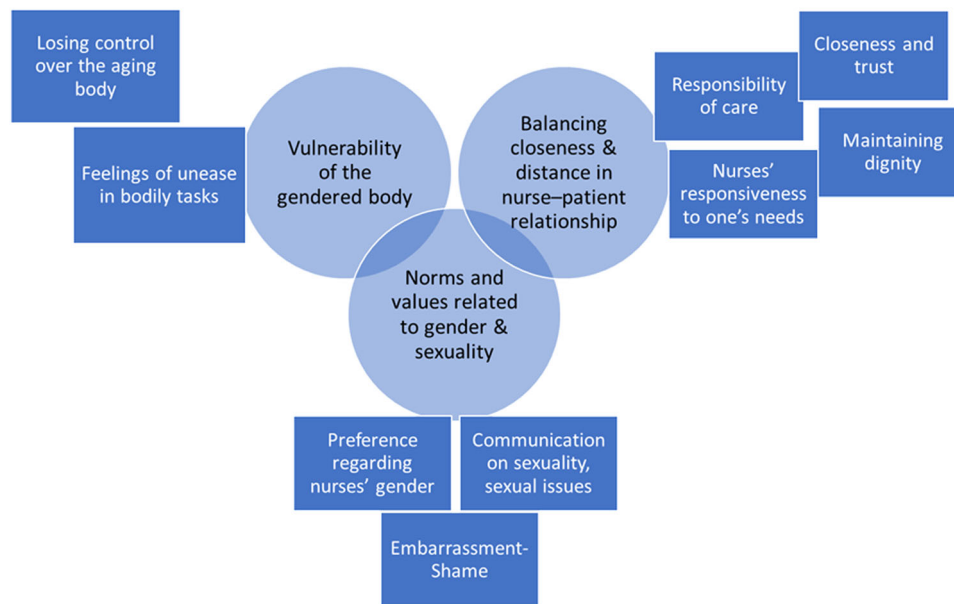 Losing control
over the aging
body
Feelings of unease
in bodily tasks
Vulnerability
of the
gendered body
Balancing
closeness &
distance in
nurse–patient
relationship
Responsibility
of care
Closeness and
trust
Nurses’
responsiveness
to one’s needs
Maintaining
dignity
Norms and
values related
to gender &
sexuality
Preference
regarding
nurses’ gender
Communication
on sexuality,
sexual issues
Embarrassment-
Shame